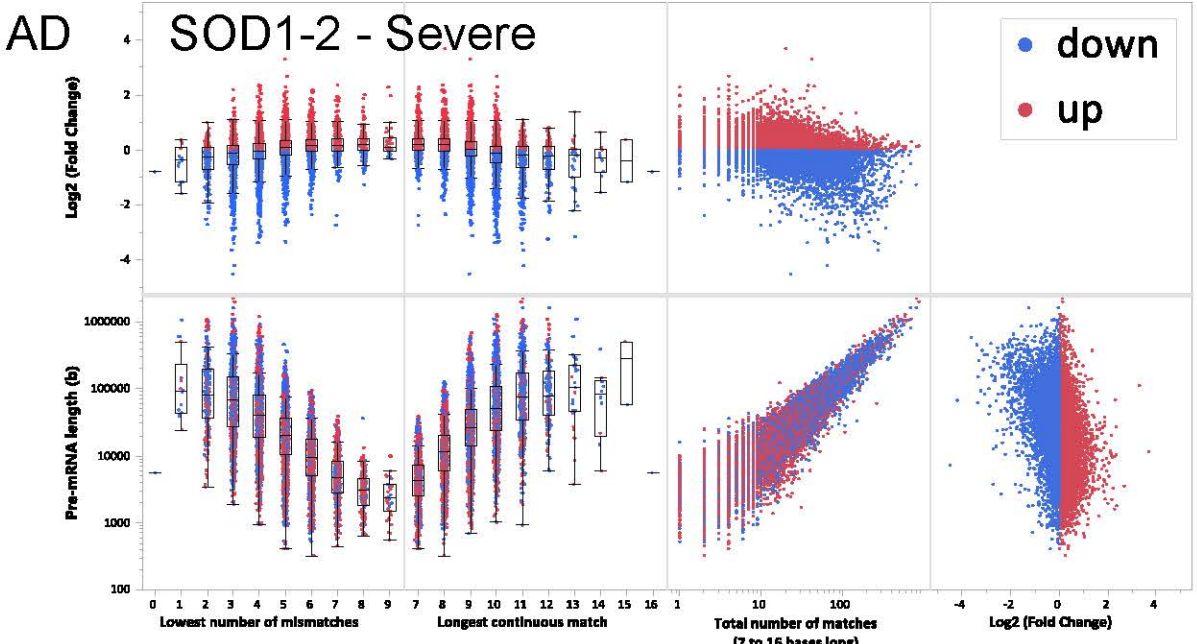 AD SOD1-2 - Severe
down
up
Log2 (Fold Change)
4
2
0
-2
-4
Pre-mRNA length (b)
1000000
100000
10000
1000
100
0 1 2 3 4 5 6 7 8 9 7 8 9 10 11 12 13 14 15 16 1 10 100 -4 -2 0 2 4
Lowest number of mismatches Longest continuous match Total number of matches Log2 (Fold Change)
(7 to 16 bases long)